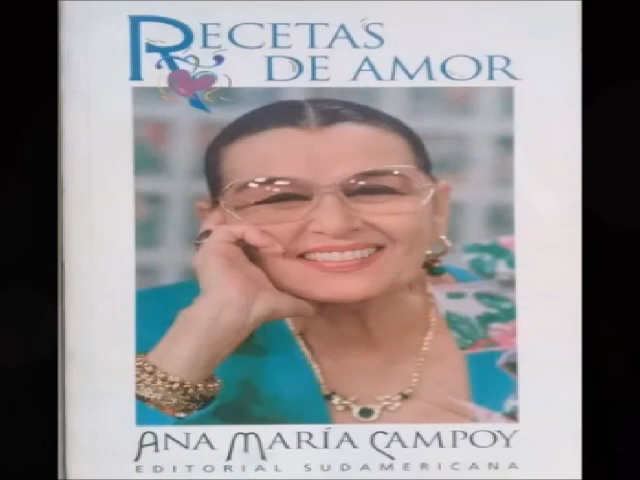 RECETAS
DE AMOR
ANA MARÍA CAMPOY
EDITORIAL SUDAMERICANA